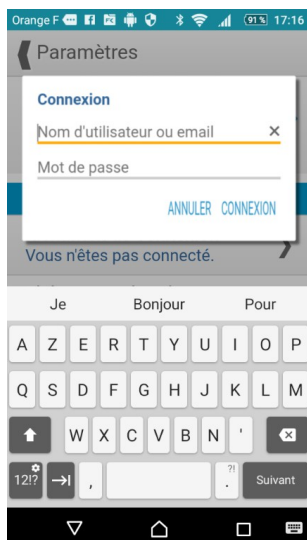 Orange F 91% 17:16
Paramètres
Connexion
Nom d'utilisateur ou email
Mot de passe
ANNULER CONNEXION
Vous n'êtes pas connecté.
Je Bonjour Pour
A Z E R T Y U I O P
Q S D F G H J K L M
W X C V B N '
12!? , ?! . Suivant